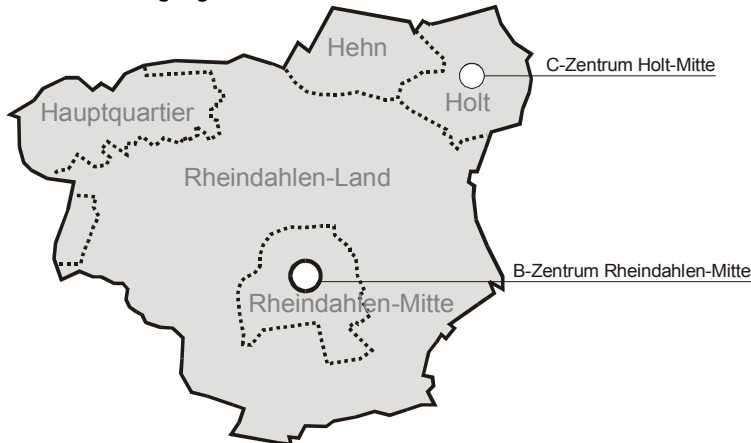 Hehn
C-Zentrum Holt-Mitte
Holt
Hauptquartier
Rheindahlen-Land
B-Zentrum Rheindahlen-Mitte
Rheindahlen-Mitte